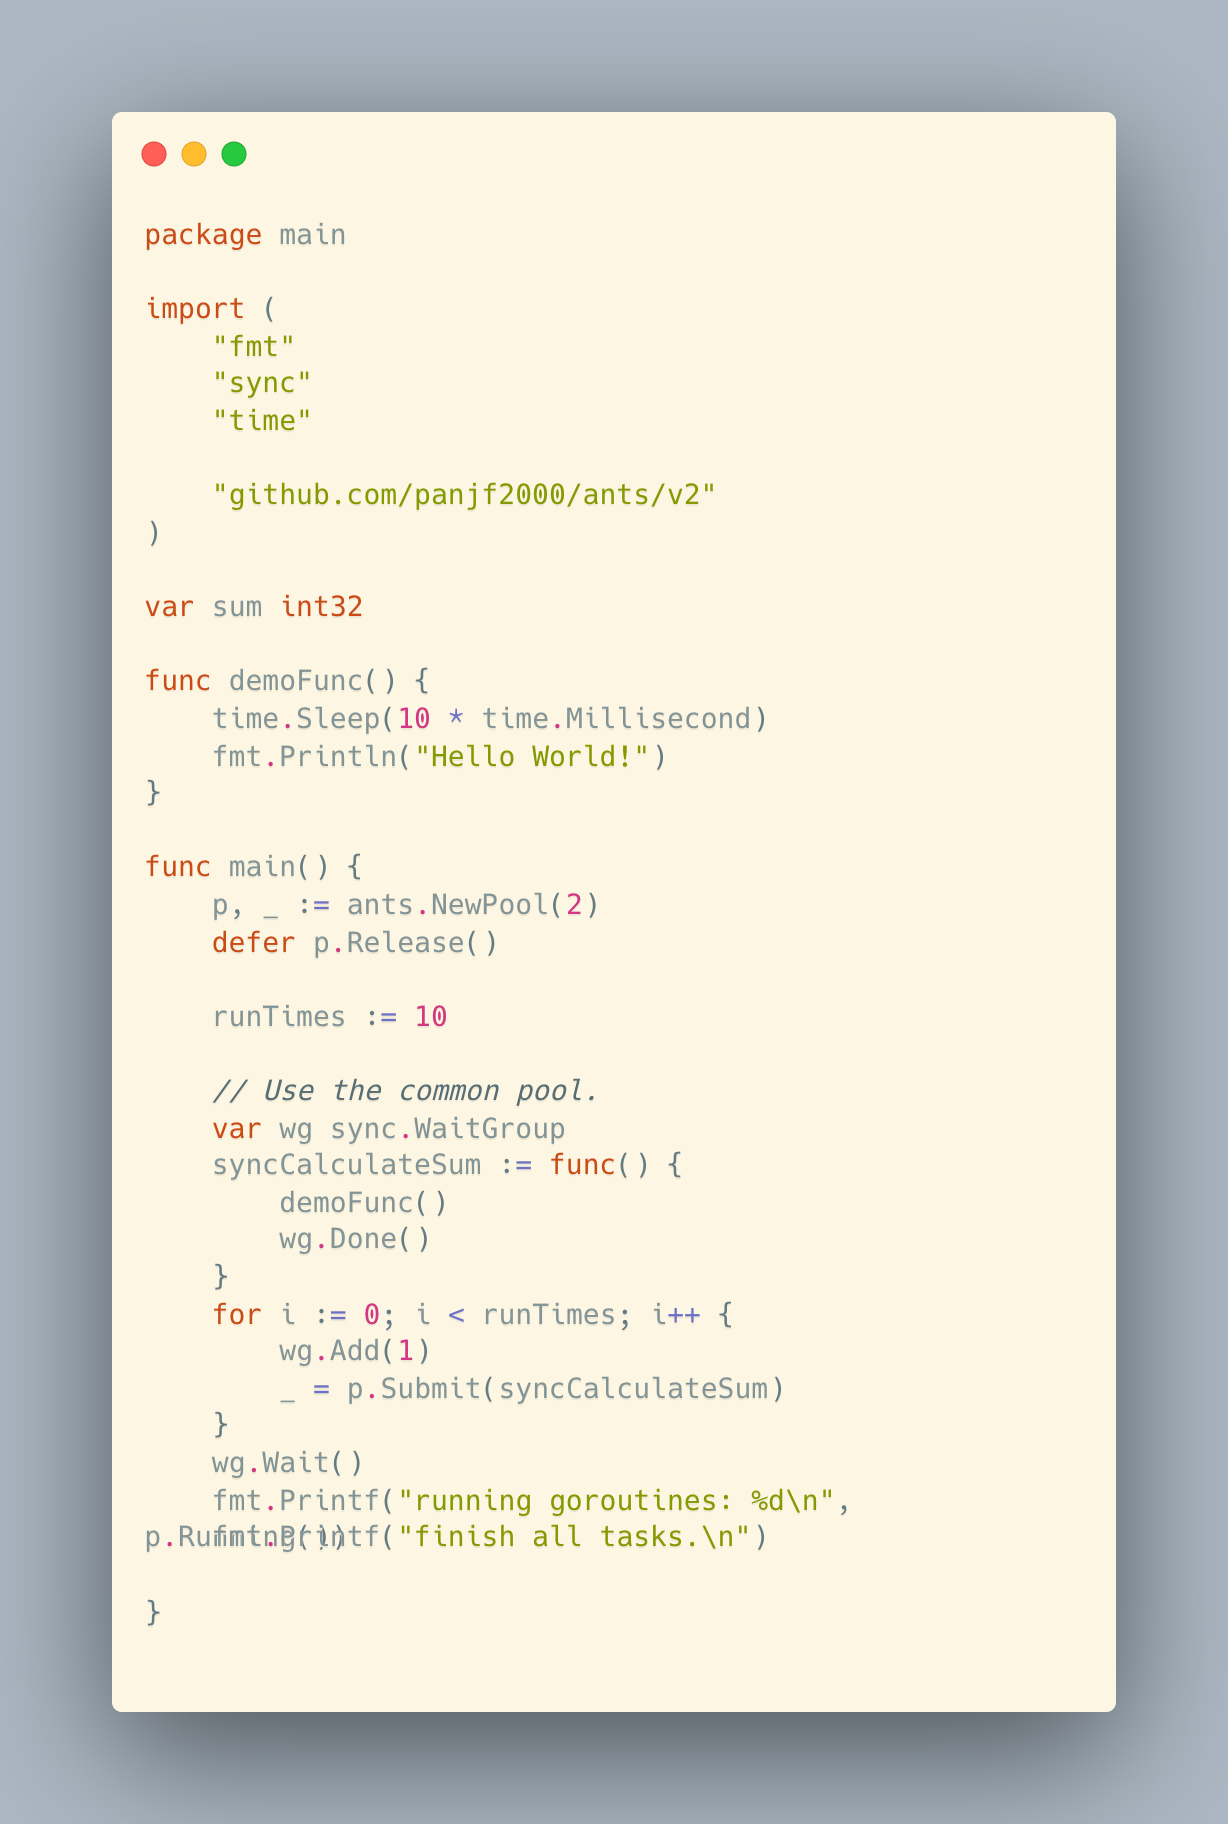 package main
import (
"fmt"
"sync"
"time"
"github.com/panjf2000/ants/v2"
)
var sum int32
func demoFunc() {
time.Sleep(10 * time.Millisecond)
fmt.Println("Hello World!")
}
func main() {
p, _ := ants.NewPool(2)
defer p.Release()
runTimes := 10
// Use the common pool.
var wg sync.WaitGroup
syncCalculateSum := func() {
demoFunc()
wg.Done()
}
for i := 0; i < runTimes; i++ {
wg.Add(1)
_ = p.Submit(syncCalculateSum)
}
wg.Wait()
fmt.Printf("running goroutines: %d\n",
p.Running())
fmt.Printf("finish all tasks.\n")
}